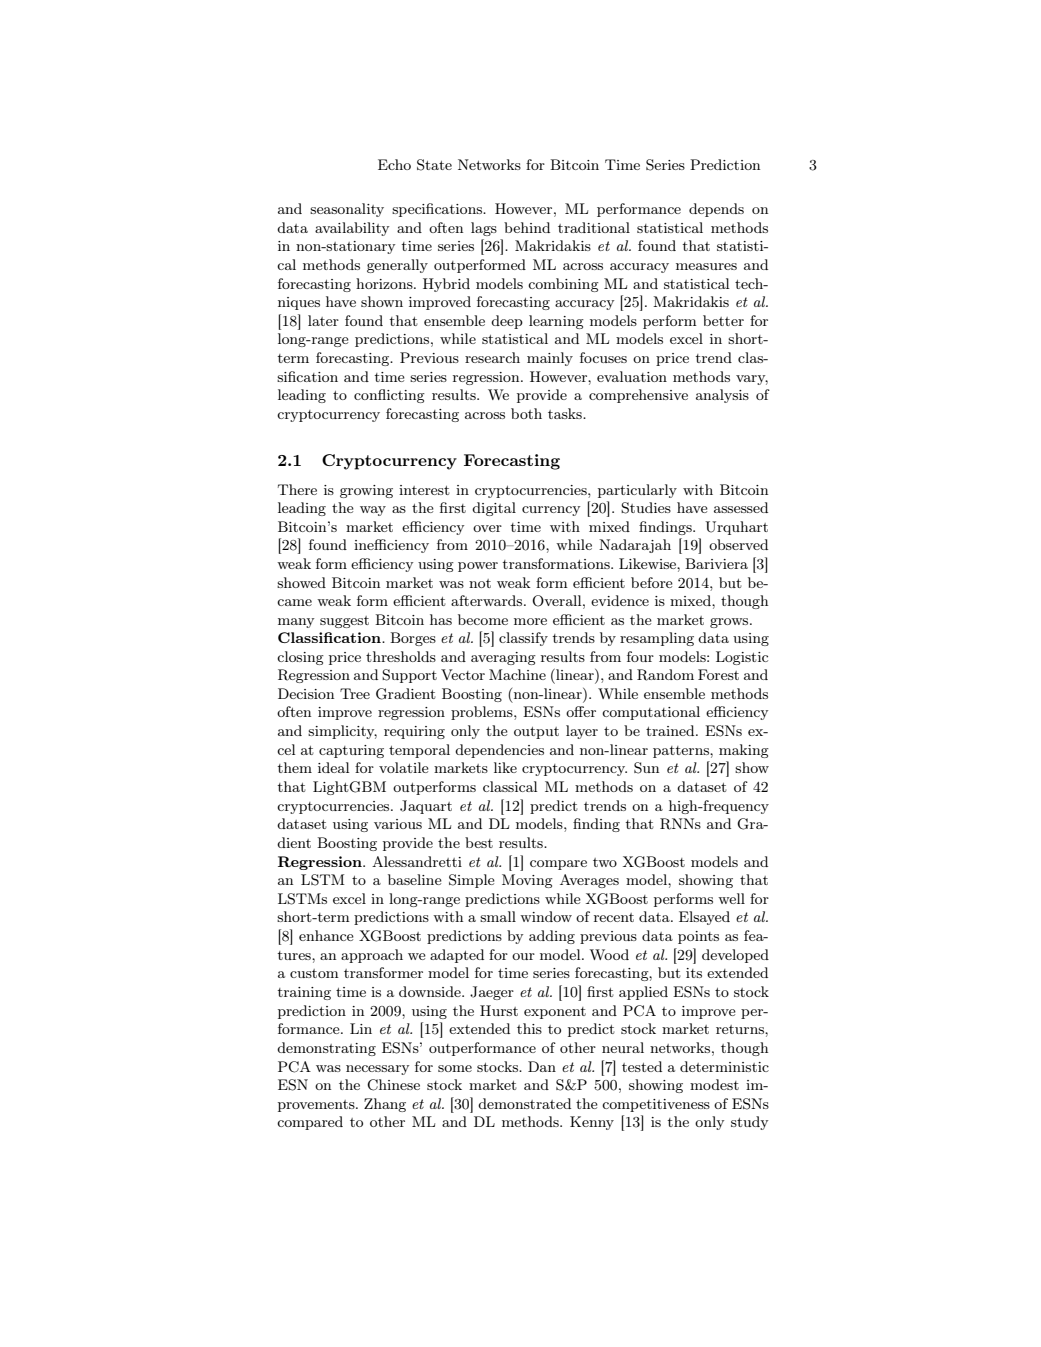 Echo State Networks for Bitcoin Time Series Prediction 3
and seasonality specifications. However, ML performance depends on
data availability and often lags behind traditional statistical methods
in non-stationary time series [26]. Makridakis et al. found that statisti-
cal methods generally outperformed ML across accuracy measures and
forecasting horizons. Hybrid models combining ML and statistical tech-
niques have shown improved forecasting accuracy [25]. Makridakis et al.
[18] later found that ensemble deep learning models perform better for
long-range predictions, while statistical and ML models excel in short-
term forecasting. Previous research mainly focuses on price trend clas-
sification and time series regression. However, evaluation methods vary,
leading to conflicting results. We provide a comprehensive analysis of
cryptocurrency forecasting across both tasks.
2.1 Cryptocurrency Forecasting
There is growing interest in cryptocurrencies, particularly with Bitcoin
leading the way as the first digital currency [20]. Studies have assessed
Bitcoin's market efficiency over time with mixed findings. Urquhart
[28] found inefficiency from 2010–2016, while Nadarajah [19] observed
weak form efficiency using power transformations. Likewise, Bariviera [3]
showed Bitcoin market was not weak form efficient before 2014, but be-
came weak form efficient afterwards. Overall, evidence is mixed, though
many suggest Bitcoin has become more efficient as the market grows.
Classification. Borges et al. [5] classify trends by resampling data using
closing price thresholds and averaging results from four models: Logistic
Regression and Support Vector Machine (linear), and Random Forest and
Decision Tree Gradient Boosting (non-linear). While ensemble methods
often improve regression problems, ESNs offer computational efficiency
and simplicity, requiring only the output layer to be trained. ESNs ex-
cel at capturing temporal dependencies and non-linear patterns, making
them ideal for volatile markets like cryptocurrency. Sun et al. [27] show
that LightGBM outperforms classical ML methods on a dataset of 42
cryptocurrencies. Jaquart et al. [12] predict trends on a high-frequency
dataset using various ML and DL models, finding that RNNs and Gra-
dient Boosting provide the best results.
Regression. Alessandretti et al. [1] compare two XGBoost models and
an LSTM to a baseline Simple Moving Averages model, showing that
LSTMs excel in long-range predictions while XGBoost performs well for
short-term predictions with a small window of recent data. Elsayed et al.
[8] enhance XGBoost predictions by adding previous data points as fea-
tures, an approach we adapted for our model. Wood et al. [29] developed
a custom transformer model for time series forecasting, but its extended
training time is a downside. Jaeger et al. [10] first applied ESNs to stock
prediction in 2009, using the Hurst exponent and PCA to improve per-
formance. Lin et al. [15] extended this to predict stock market returns,
demonstrating ESNs' outperformance of other neural networks, though
PCA was necessary for some stocks. Dan et al. [7] tested a deterministic
ESN on the Chinese stock market and S&P 500, showing modest im-
provements. Zhang et al. [30] demonstrated the competitiveness of ESNs
compared to other ML and DL methods. Kenny [13] is the only study